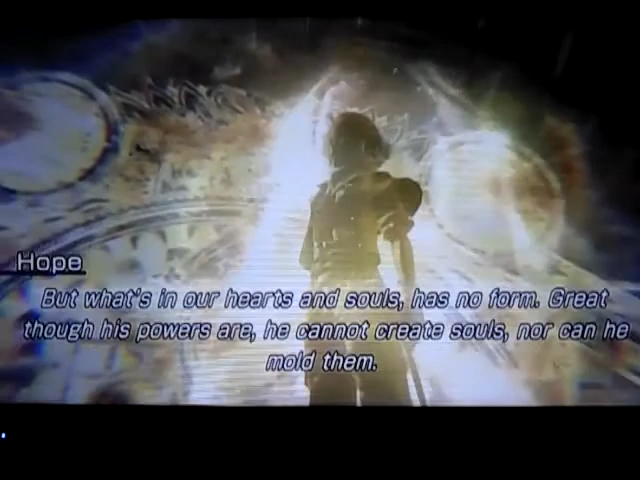 Hope
But what's in our hearts and souls, has no form. Great
though his powers are, he cannot create souls, nor can he
mold them.